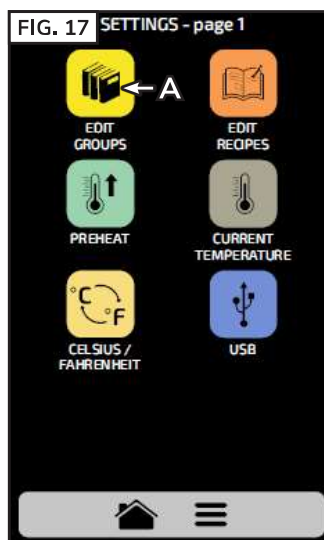 FIG. 17
SETTINGS - page 1
A
EDIT
GROUPS
EDIT
RECIPES
PREHEAT
CURRENT
TEMPERATURE
°C
°F
CELSIUS /
FAHRENHEIT
USB